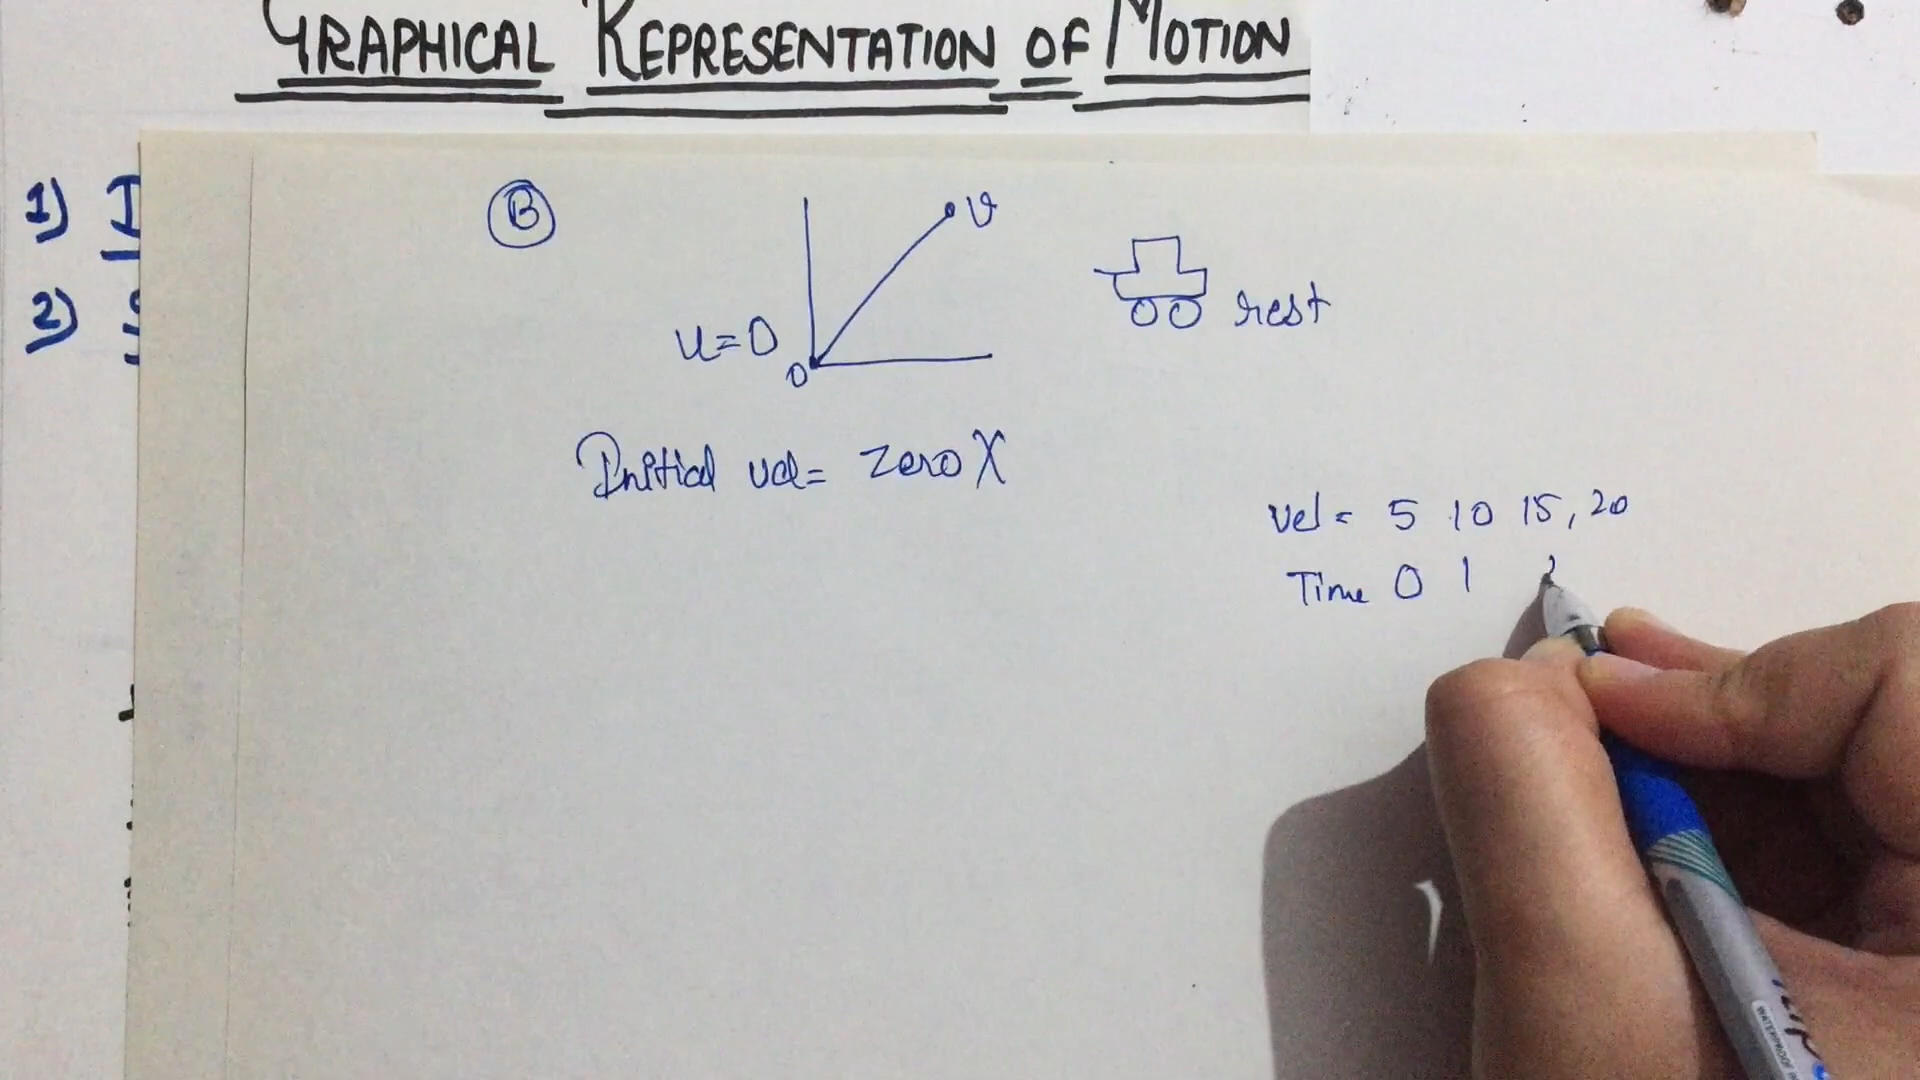 GRAPHICAL REPRESENTATION OF MOTION
1)
2)
B
v
u=0
0
rest
Initial vel= zero X
Vel = 5 10 15, 20
Time 0 1
WATERPROOF